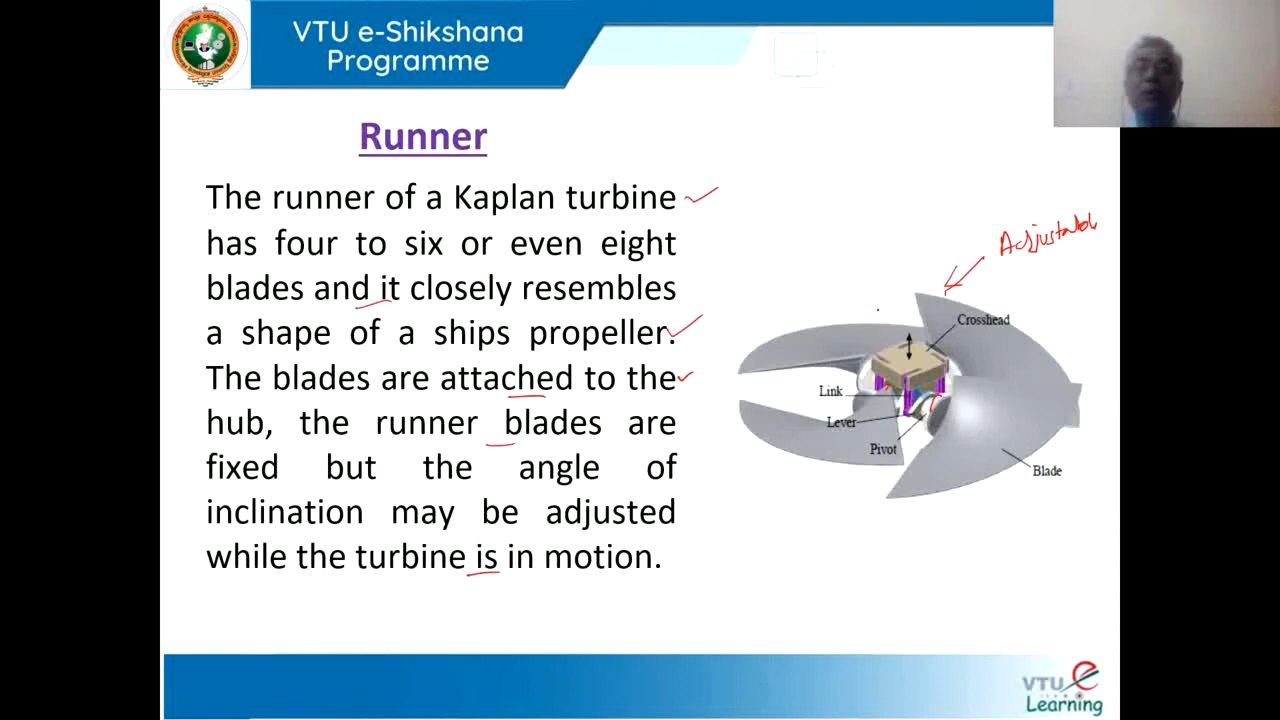 VTU e-Shikshana
Programme
Runner
The runner of a Kaplan turbine
has four to six or even eight
blades and it closely resembles
a shape of a ships propeller.
The blades are attached to the
hub, the runner blades are
fixed but the angle of
inclination may be adjusted
while the turbine is in motion.
Adjustable
Crosshead
Link
Lever
Pivot
Blade
VTU e
Learning